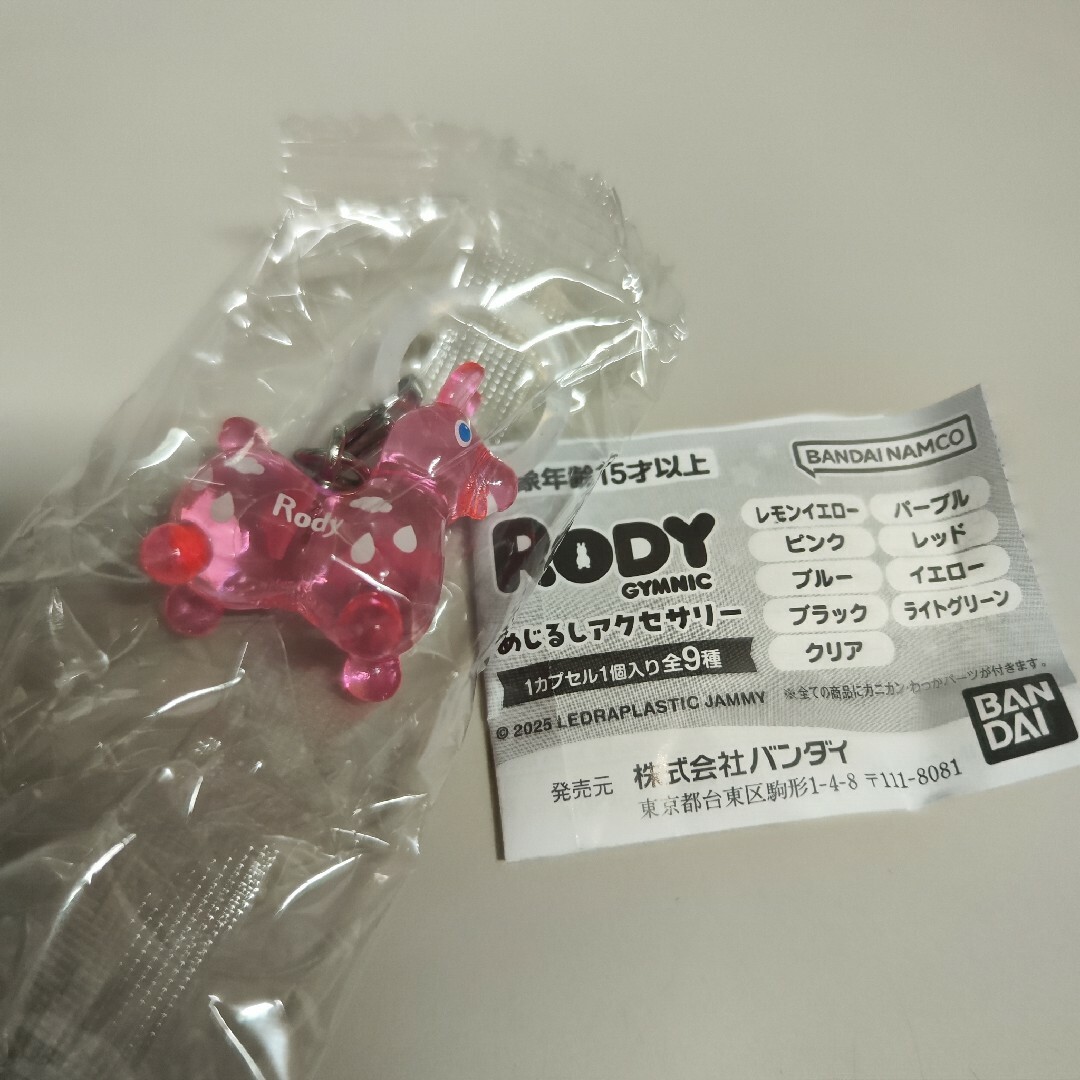 Rody
象年齢15才以上
BANDAI NAMCO
RODY
GYMNIC
めじるしアクセサリー
1カプセル1個入り全9種
© 2025 LEDRAPLASTIC JAMMY
レモンイエロー
パープル
ピンク
レッド
ブルー
イエロー
ブラック
ライトグリーン
クリア
※全ての商品にカニカン・わっかパーツが付きます。
BAN
DAI
発売元 株式会社バンダイ
東京都台東区駒形1-4-8 〒111-8081